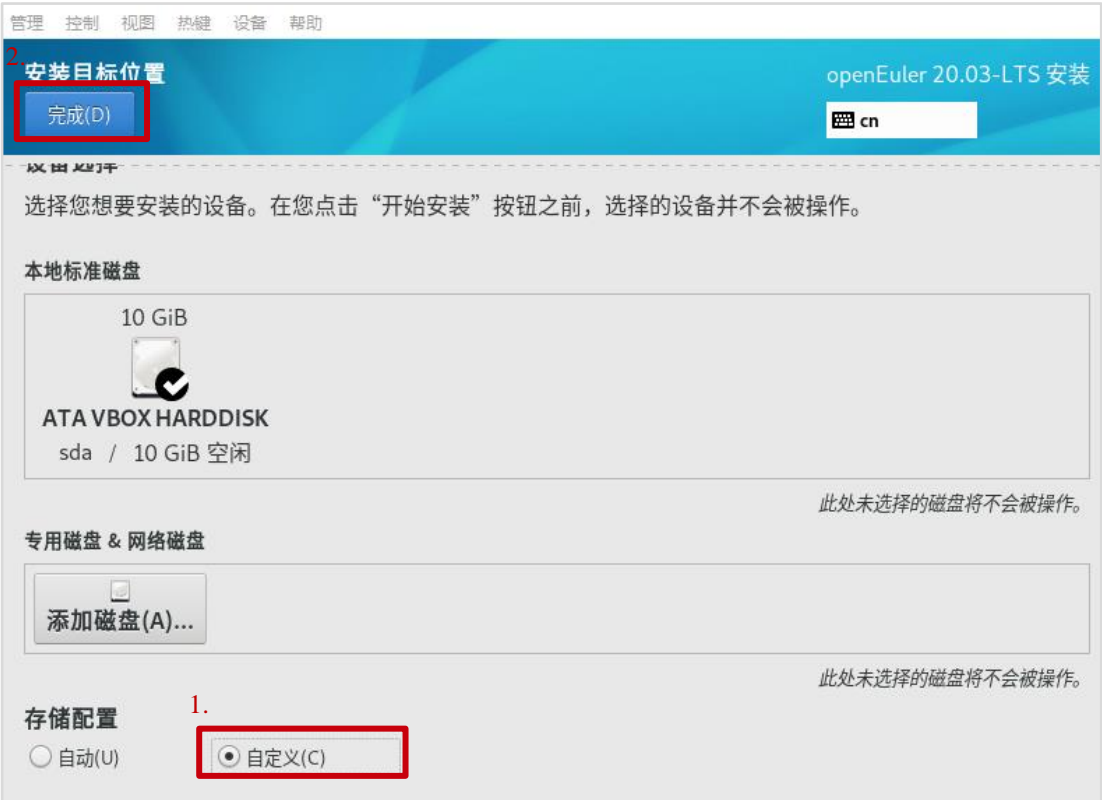 管理 控制 视图 热键 设备 帮助
2.
安装目标位置
openEuler 20.03-LTS 安装
完成(D)
cn
设备选择
选择您想要安装的设备。在您点击“开始安装”按钮之前，选择的设备并不会被操作。
本地标准磁盘
10 GiB
ATA VBOX HARDDISK
sda / 10 GiB 空闲
此处未选择的磁盘将不会被操作。
专用磁盘 & 网络磁盘
添加磁盘(A)...
此处未选择的磁盘将不会被操作。
1.
存储配置
自动(U) 自定义(C)